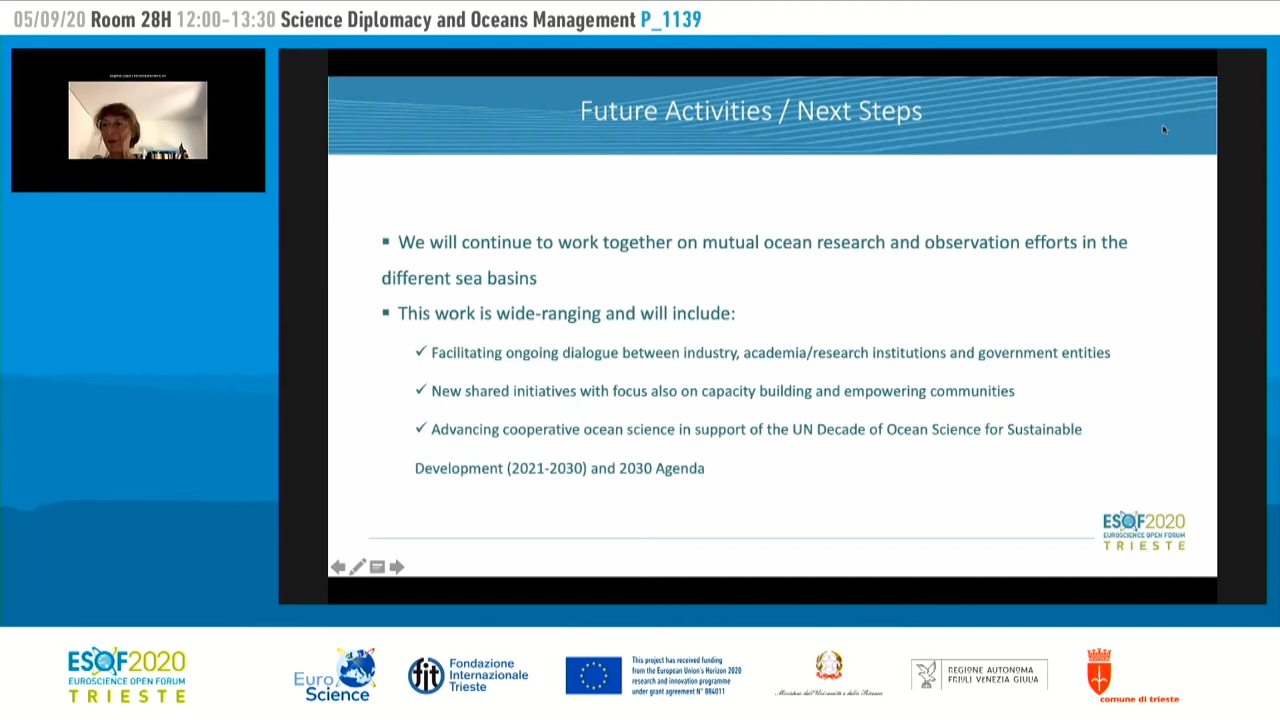 05/09/20 Room 28H 12:00-13:30 Science Diplomacy and Oceans Management P_1139
Future Activities / Next Steps
▪ We will continue to work together on mutual ocean research and observation efforts in the
different sea basins
▪ This work is wide-ranging and will include:
✓ Facilitating ongoing dialogue between industry, academia/research institutions and government entities
✓ New shared initiatives with focus also on capacity building and empowering communities
✓ Advancing cooperative ocean science in support of the UN Decade of Ocean Science for Sustainable
Development (2021-2030) and 2030 Agenda
ESOF2020
EUROSCIENCE OPEN FORUM
TRIESTE
ESOF2020
EUROSCIENCE OPEN FORUM
TRIESTE
Euro
Science
fit
Fondazione
Internazionale
Trieste
This project has received funding
from the European Union's Horizon 2020
research and innovation programme
under grant agreement N° 884011
Ministero dell'Università e della Ricerca
REGIONE AUTONOMA
FRIULI VENEZIA GIULIA
comune di trieste